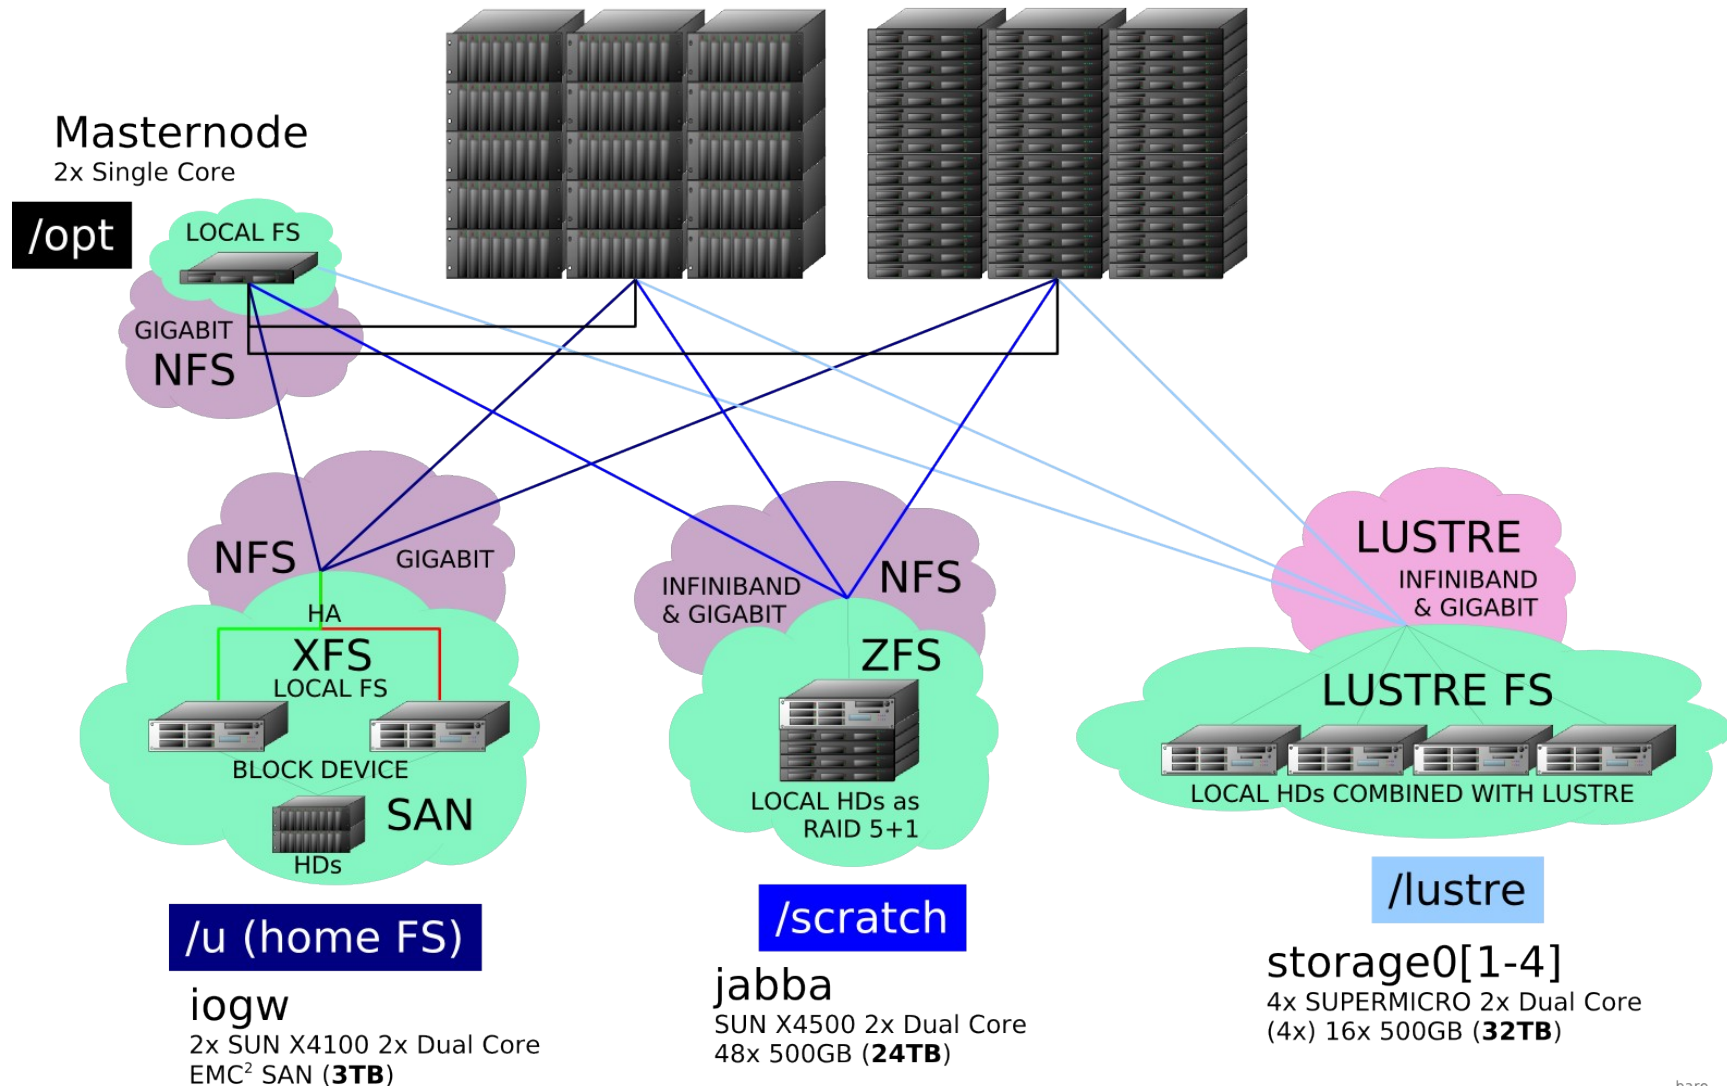 Masternode
2x Single Core
/opt
LOCAL FS
GIGABIT
NFS
NFS
GIGABIT
HA
XFS
LOCAL FS
BLOCK DEVICE
SAN
HDs
/u (home FS)
iogw
2x SUN X4100 2x Dual Core
EMC² SAN (3TB)
INFINIBAND
& GIGABIT
NFS
ZFS
LOCAL HDs as
RAID 5+1
/scratch
jabba
SUN X4500 2x Dual Core
48x 500GB (24TB)
LUSTRE
INFINIBAND
& GIGABIT
LUSTRE FS
LOCAL HDs COMBINED WITH LUSTRE
/lustre
storage0[1-4]
4x SUPERMICRO 2x Dual Core
(4x) 16x 500GB (32TB)